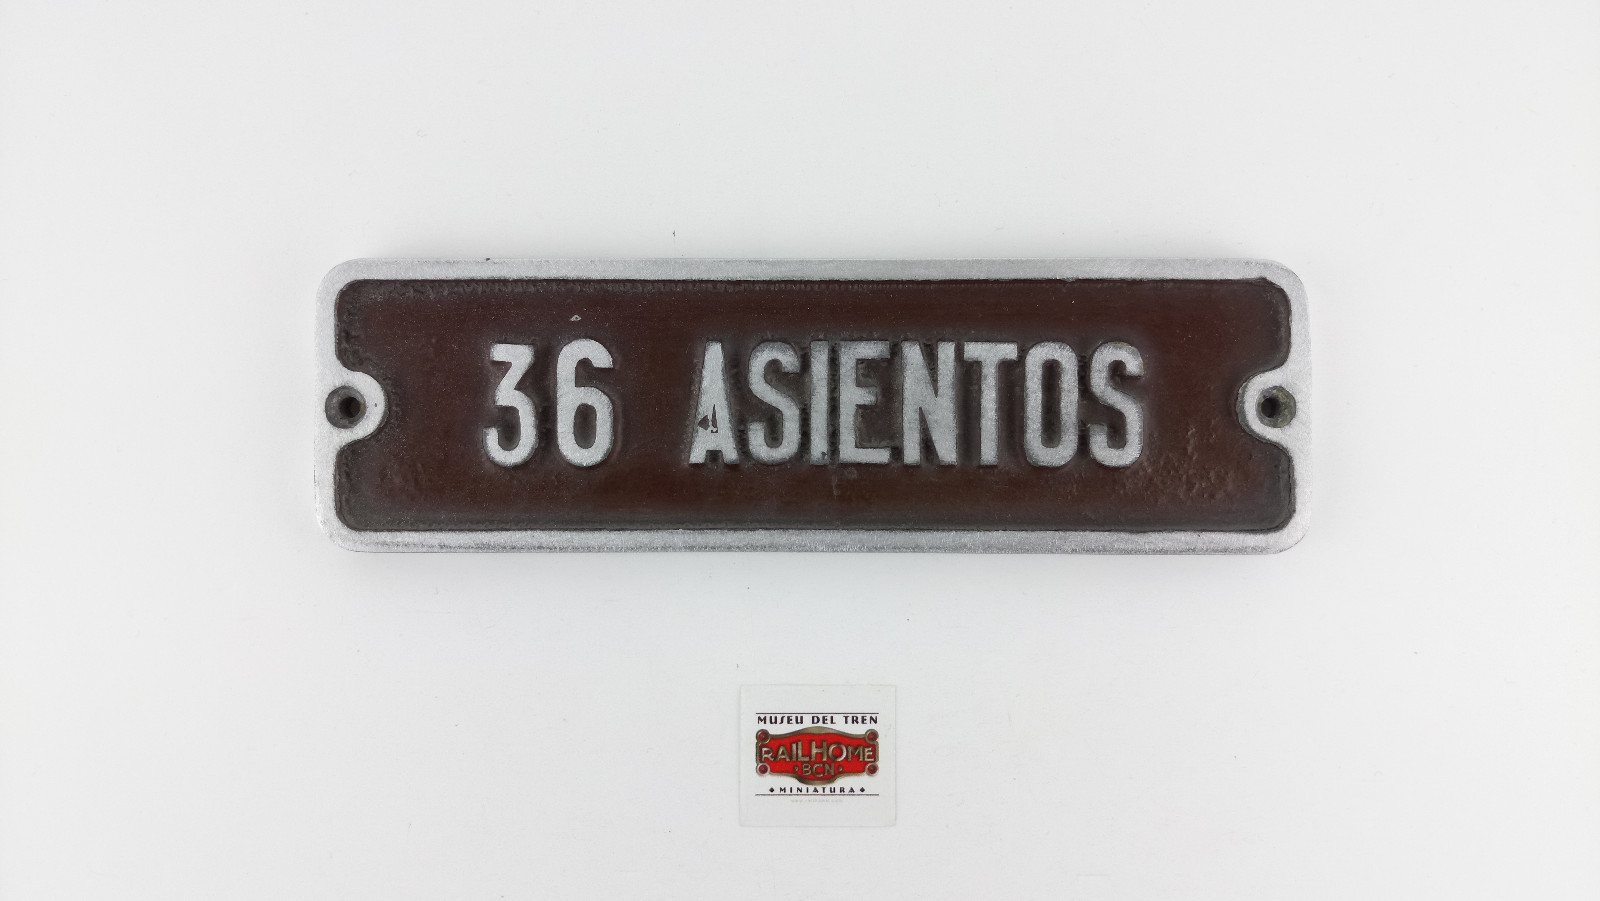 36 ASIENTOS
MUSEU DEL TREN
RAILHOME
BCN
MINIATURA